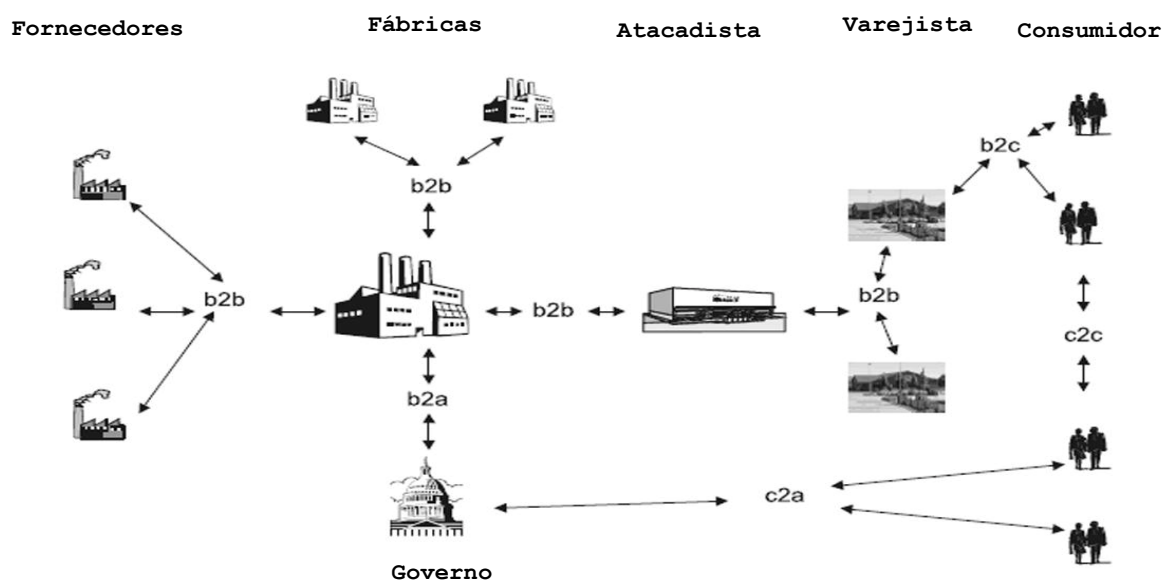 Fornecedores Fábricas Atacadista Varejista Consumidor
b2c
b2b
b2b b2b b2b
c2c
b2a
c2a
Governo